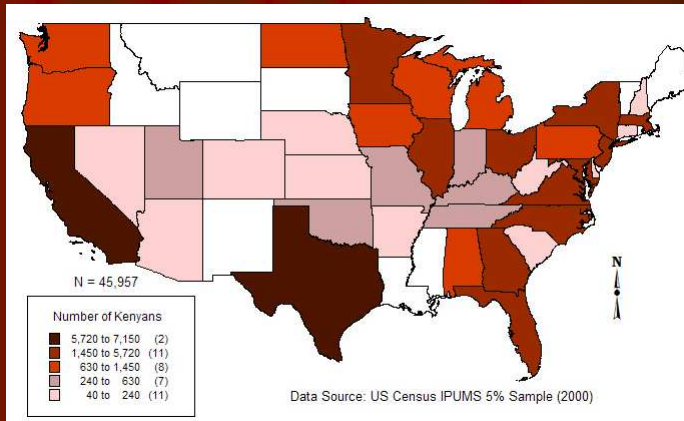 N = 45,957
Number of Kenyans
5,720 to 7,150 (2)
1,450 to 5,720 (11)
630 to 1,450 (8)
240 to 630 (7)
40 to 240 (11)
N
Data Source: US Census IPUMS 5% Sample (2000)